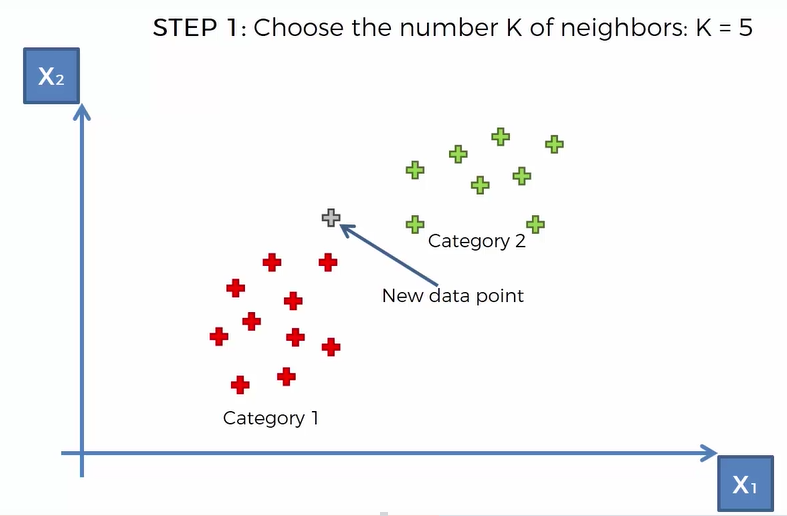 STEP 1: Choose the number K of neighbors: K = 5
X₂
Category 2
New data point
Category 1
X₁